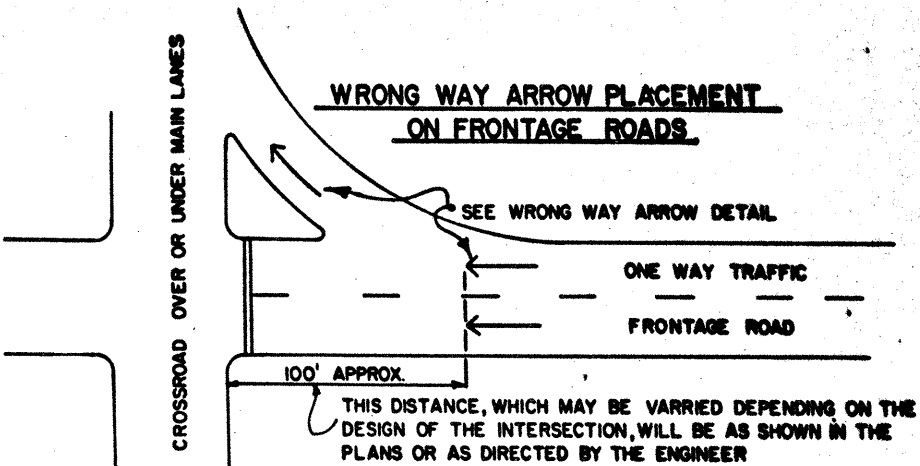 WRONG WAY ARROW PLACEMENT
ON FRONTAGE ROADS
CROSSROAD OVER OR UNDER MAIN LANES
SEE WRONG WAY ARROW DETAIL
ONE WAY TRAFFIC
FRONTAGE ROAD
100' APPROX.
THIS DISTANCE, WHICH MAY BE VARRIED DEPENDING ON THE
DESIGN OF THE INTERSECTION, WILL BE AS SHOWN IN THE
PLANS OR AS DIRECTED BY THE ENGINEER